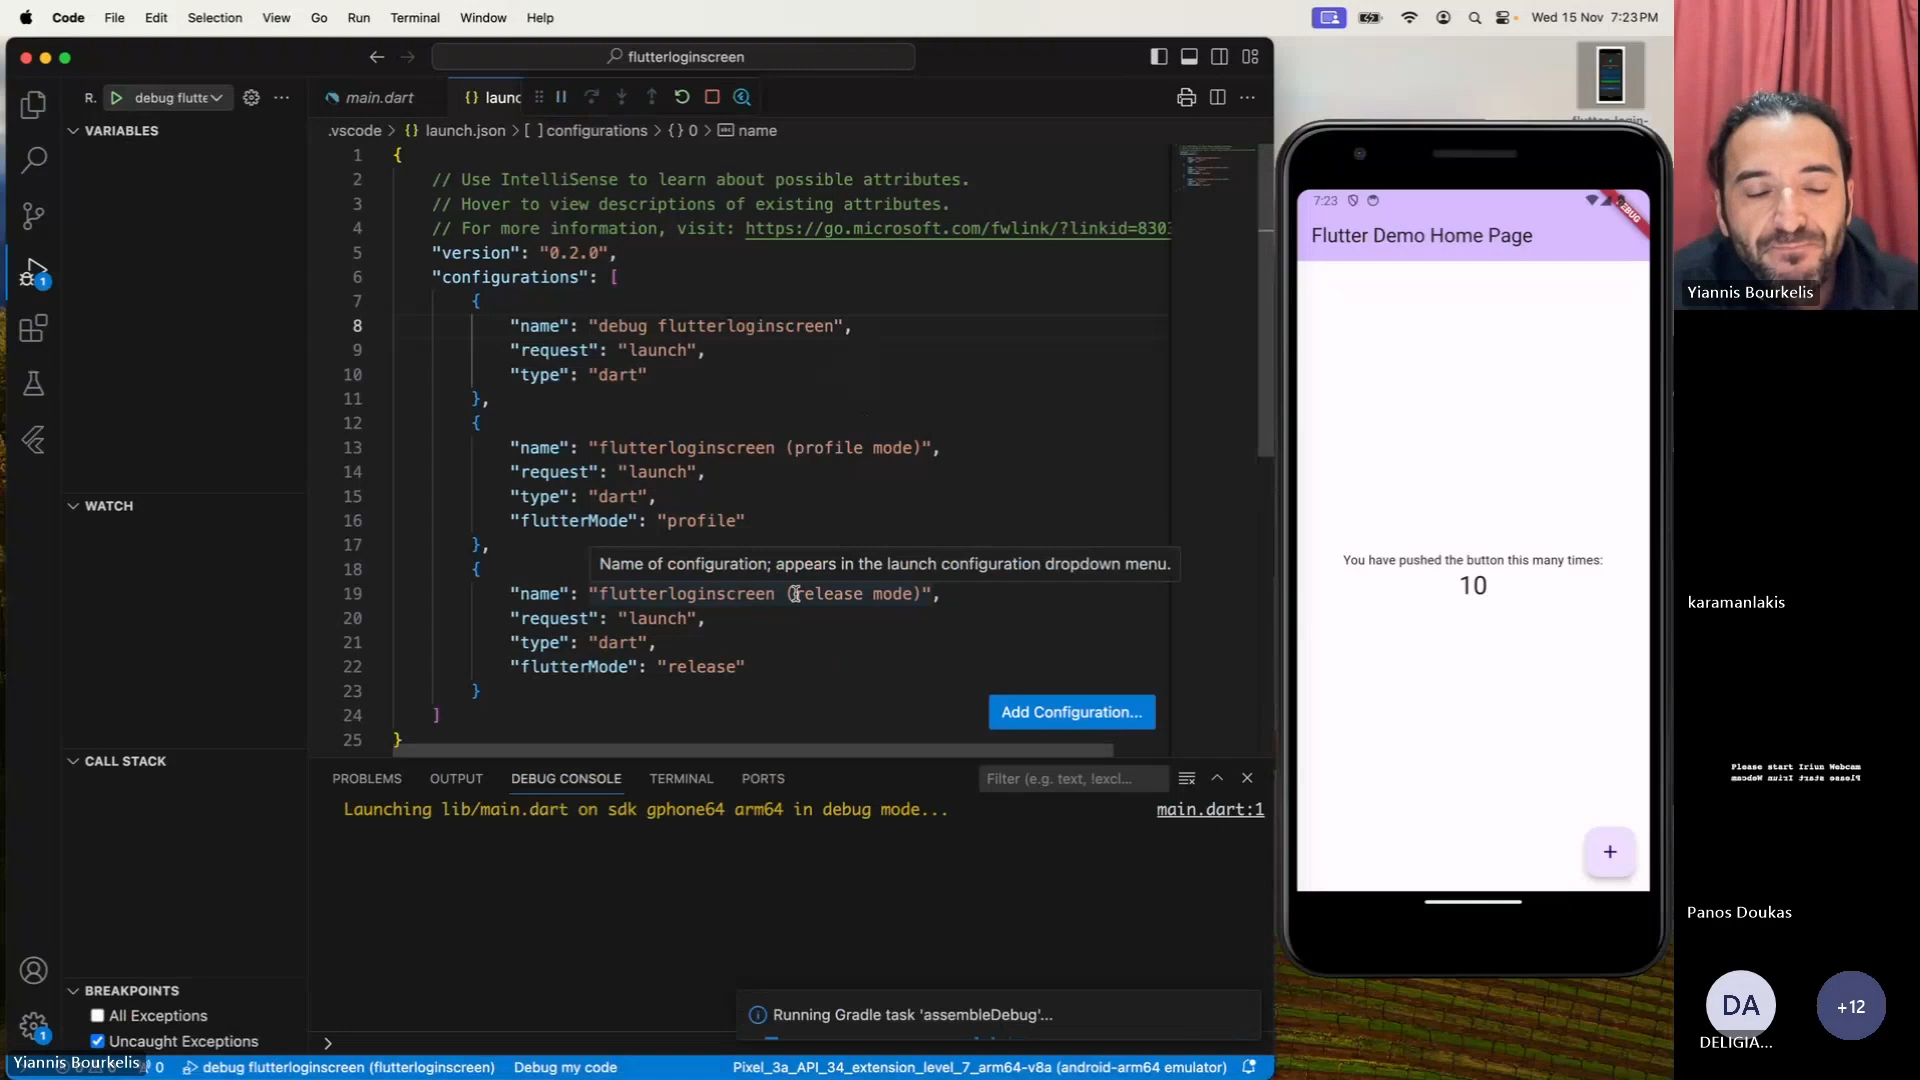 Code File Edit Selection View Go Run Terminal Window Help
Wed 15 Nov 7:23 PM
flutterloginscreen
R. debug flutte
main.dart
launc
VARIABLES
.vscode > {} launch.json > [ ] configurations > {} 0 > name
1 {
2 // Use IntelliSense to learn about possible attributes.
3 // Hover to view descriptions of existing attributes.
4 // For more information, visit: https://go.microsoft.com/fwlink/?linkid=830
5 "version": "0.2.0",
6 "configurations": [
7 {
8 "name": "debug flutterloginscreen",
9 "request": "launch",
10 "type": "dart"
11 },
12 {
13 "name": "flutterloginscreen (profile mode)",
14 "request": "launch",
15 "type": "dart",
16 "flutterMode": "profile"
17 },
Name of configuration; appears in the launch configuration dropdown menu.
18 {
19 "name": "flutterloginscreen (release mode)",
20 "request": "launch",
21 "type": "dart",
22 "flutterMode": "release"
23 }
24 ]
25 }
Add Configuration...
WATCH
CALL STACK
BREAKPOINTS
All Exceptions
Uncaught Exceptions
1
1
PROBLEMS OUTPUT DEBUG CONSOLE TERMINAL PORTS
Filter (e.g. text, !excl...
Launching lib/main.dart on sdk gphone64 arm64 in debug mode...
main.dart:1
Running Gradle task 'assembleDebug'...
>
Yiannis Bourkelis
0
debug flutterloginscreen (flutterloginscreen)
Debug my code
Pixel_3a_API_34_extension_level_7_arm64-v8a (android-arm64 emulator)
7:23
Flutter Demo Home Page
You have pushed the button this many times:
10
+
Yiannis Bourkelis
karamanlakis
Please start Iriun Webcam
Please start Iriun Webcam
Panos Doukas
DA
+12
DELIGIA...